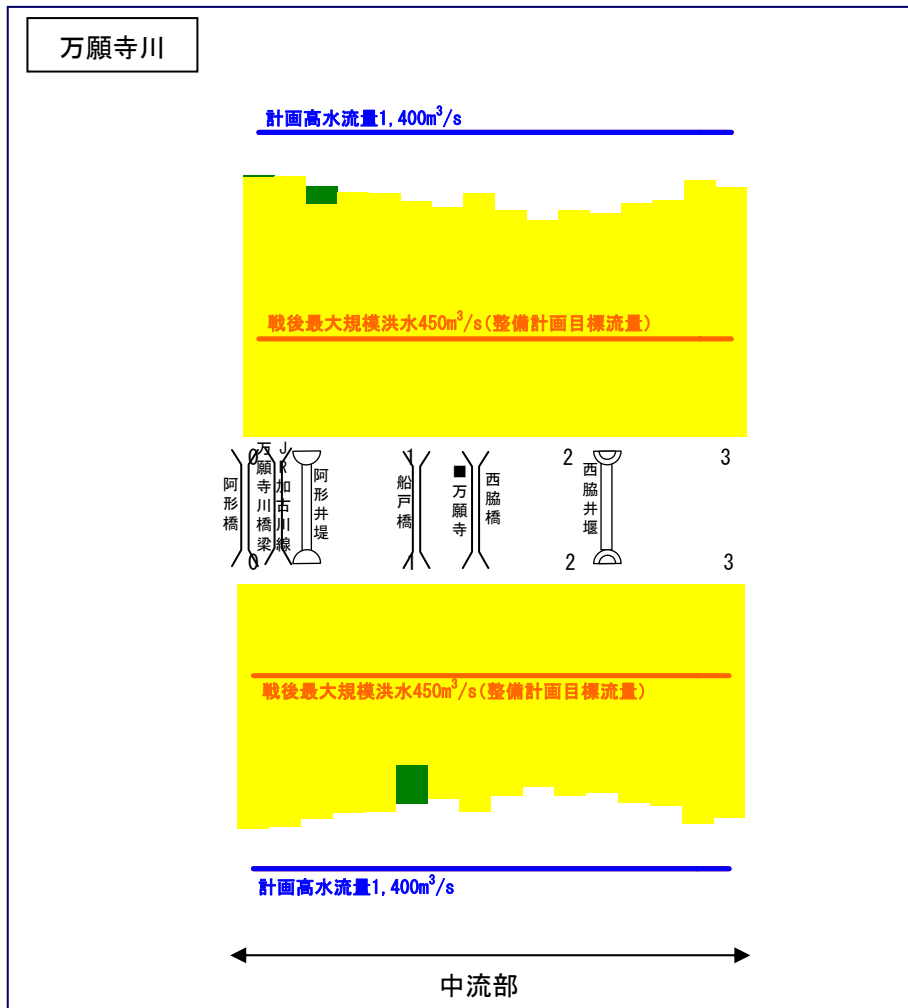 万願寺川
計画高水流量1,400m³/s
戦後最大規模洪水450m³/s(整備計画目標流量)
0 1 2 3
阿形橋
万願寺川橋梁
JR加古川線
阿形井堤
船戸橋
■万願寺
西脇橋
西脇井堰
0 1 2 3
戦後最大規模洪水450m³/s(整備計画目標流量)
計画高水流量1,400m³/s
中流部